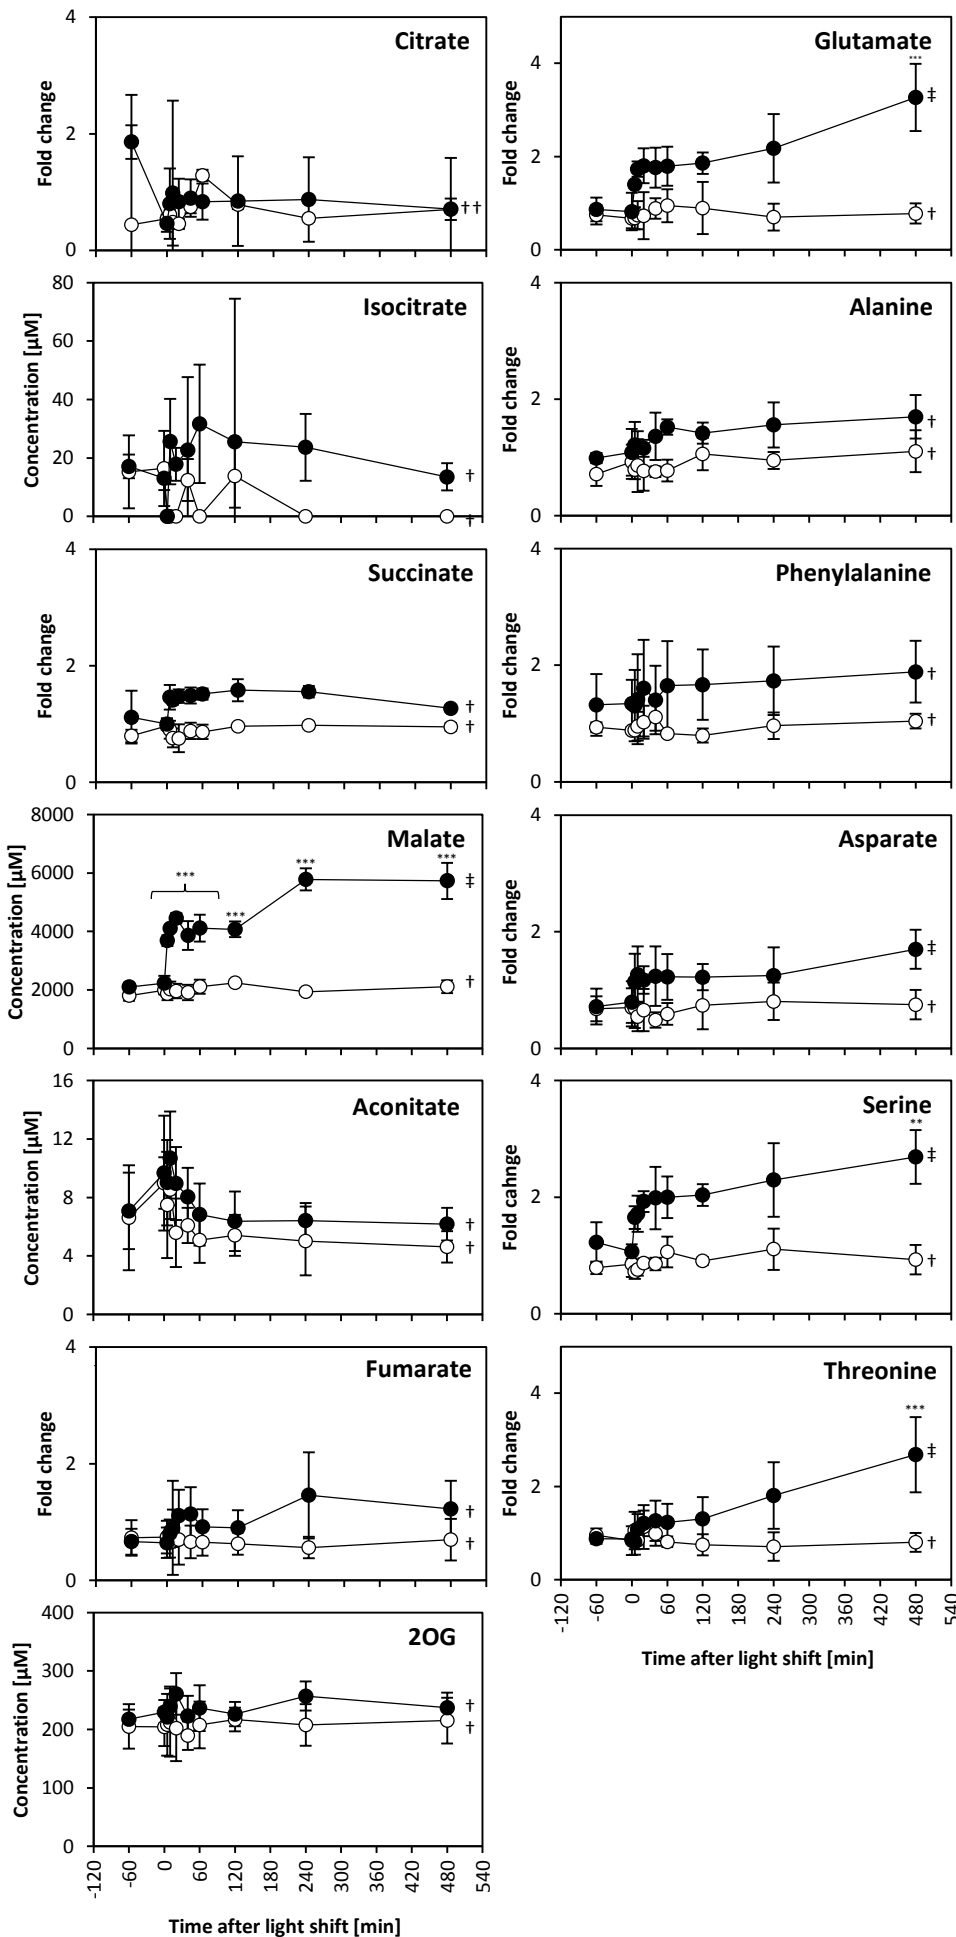 Citrate
Fold change
4
2
0
††
Isocitrate
Concentration [µM]
80
60
40
20
0
†
‡
Succinate
Fold change
4
2
0
†
†
Malate
Concentration [µM]
8000
6000
4000
2000
0
***
***
***
***
‡
†
Aconitate
Concentration [µM]
16
12
8
4
0
†
†
Fumarate
Fold change
4
2
0
†
†
2OG
Concentration [µM]
400
300
200
100
0
†
†
-120 -60 0 60 120 180 240 300 360 420 480 540
Time after light shift [min]
Glutamate
Fold change
4
2
0
***
‡
†
Alanine
Fold change
4
2
0
†
†
Phenylalanine
Fold change
4
2
0
†
†
Asparate
Fold change
4
2
0
‡
†
Serine
Fold cahnge
4
2
0
**
‡
†
Threonine
Fold change
4
2
0
***
‡
†
-120 -60 0 60 120 180 240 300 360 420 480 540
Time after light shift [min]